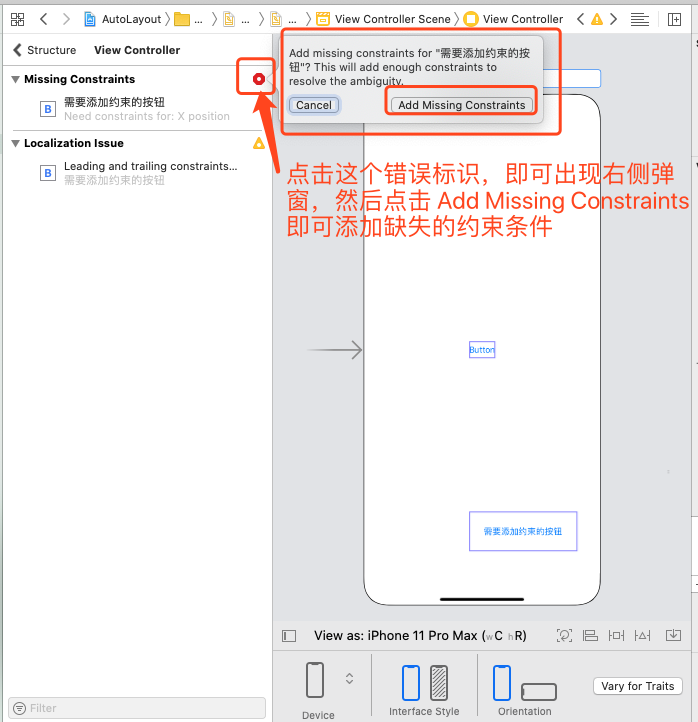 AutoLayout
...
...
...
View Controller Scene
View Controller
Structure
View Controller
Missing Constraints
需要添加约束的按钮
Need constraints for: X position
Localization Issue
Leading and trailing constraints...
需要添加约束的按钮
Add missing constraints for "需要添加约束的按
钮"? This will add enough constraints to
resolve the ambiguity.
Cancel
Add Missing Constraints
点击这个错误标识，即可出现右侧弹
窗，然后点击 Add Missing Constraints
即可添加缺失的约束条件
Button
需要添加约束的按钮
View as: iPhone 11 Pro Max (wC hR)
Device
Interface Style
Orientation
Vary for Traits
Filter
B
B